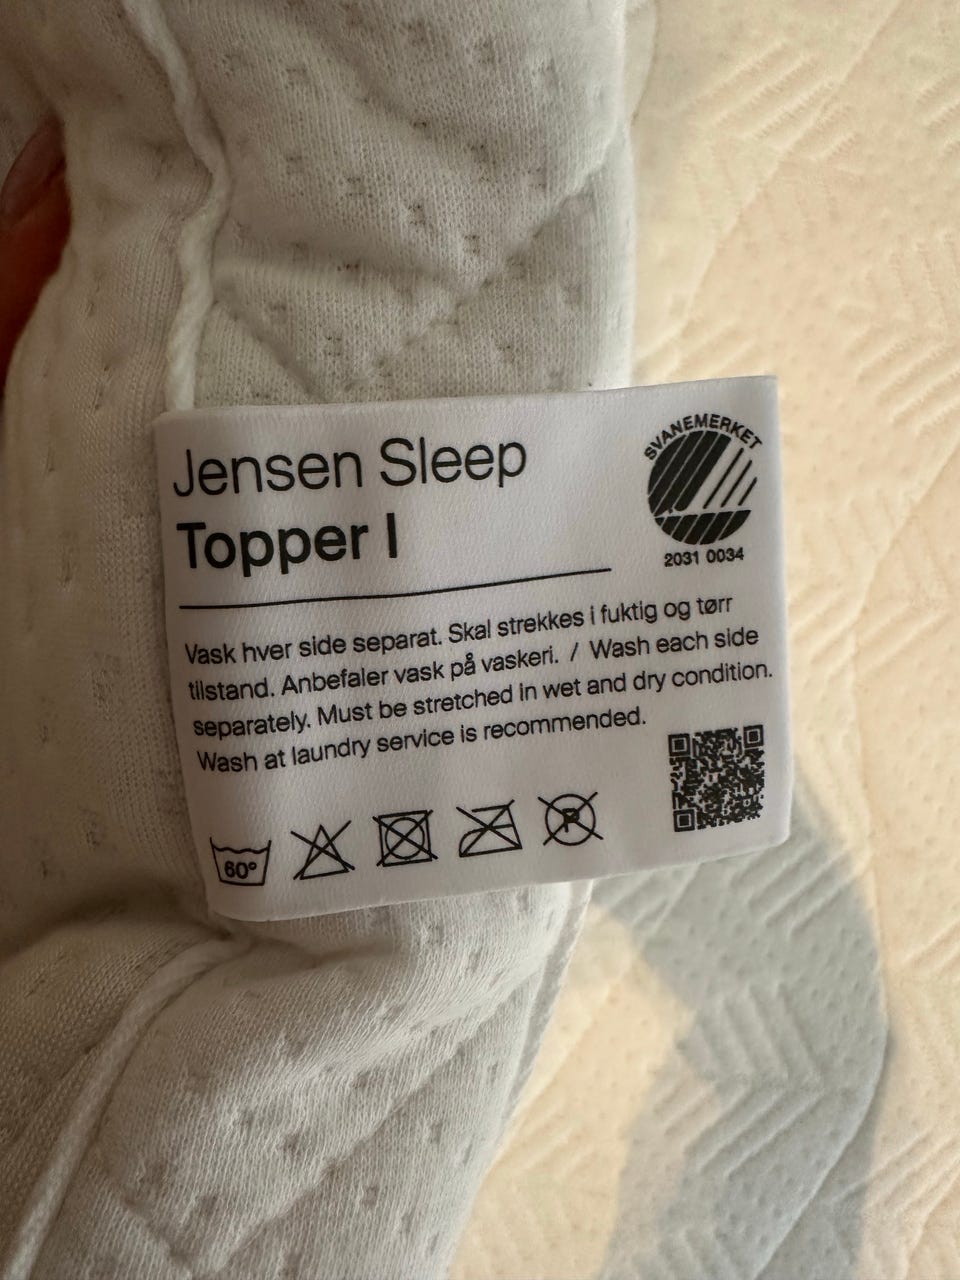 Jensen Sleep
Topper I
SVANEMERKET
2031 0034
Vask hver side separat. Skal strekkes i fuktig og tørr
tilstand. Anbefaler vask på vaskeri. / Wash each side
separately. Must be stretched in wet and dry condition.
Wash at laundry service is recommended.
60°
P